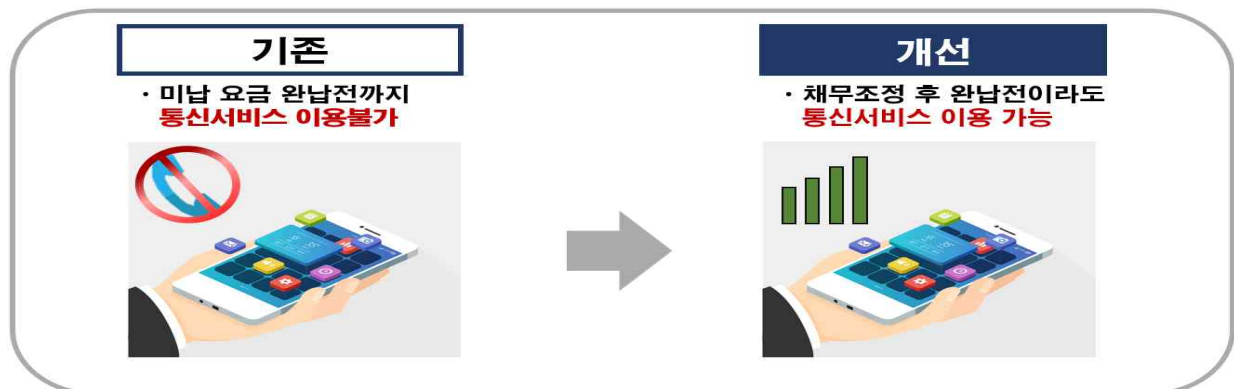 기존
· 미납 요금 완납전까지
통신서비스 이용불가
개선
· 채무조정 후 완납전이라도
통신서비스 이용 가능